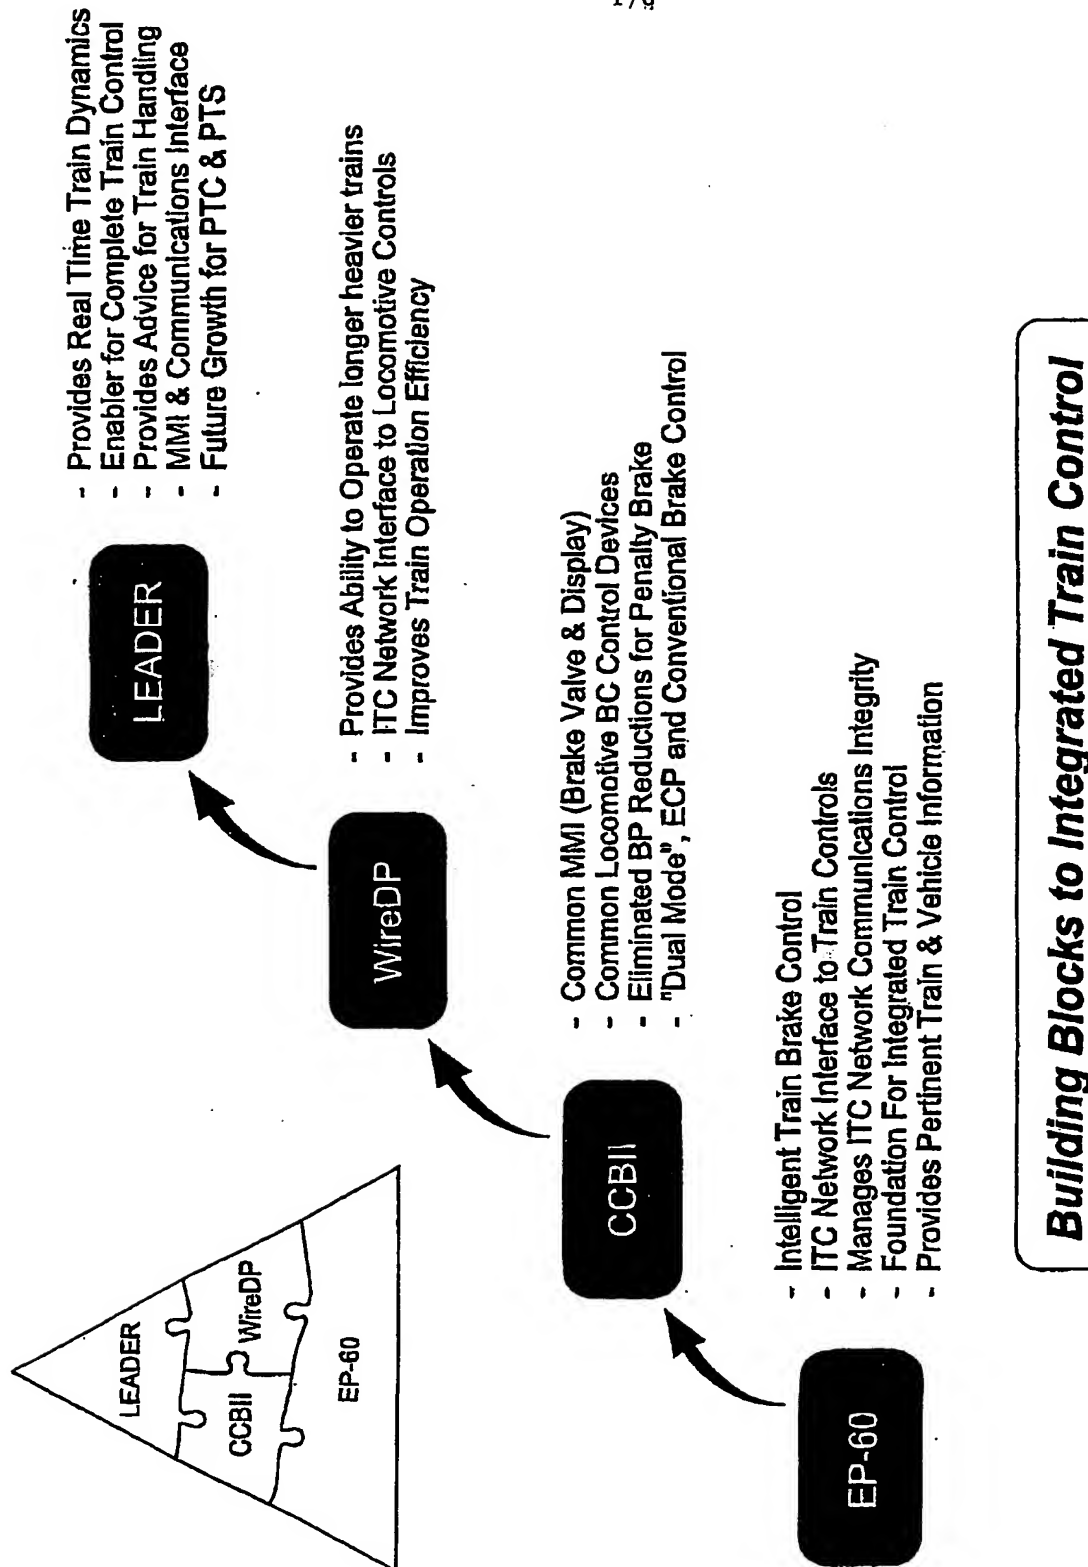 LEADER
CCBII
WireDP
EP-60
LEADER
- Provides Real Time Train Dynamics
- Enabler for Complete Train Control
- Provides Advice for Train Handling
- MMI & Communications Interface
- Future Growth for PTC & PTS
WireDP
- Provides Ability to Operate longer heavier trains
- ITC Network Interface to Locomotive Controls
- Improves Train Operation Efficiency
CCBII
- Common MMI (Brake Valve & Display)
- Common Locomotive BC Control Devices
- Eliminated BP Reductions for Penalty Brake
- "Dual Mode", ECP and Conventional Brake Control
EP-60
- Intelligent Train Brake Control
- ITC Network Interface to Train Controls
- Manages ITC Network Communications Integrity
- Foundation For Integrated Train Control
- Provides Pertinent Train & Vehicle Information
Building Blocks to Integrated Train Control